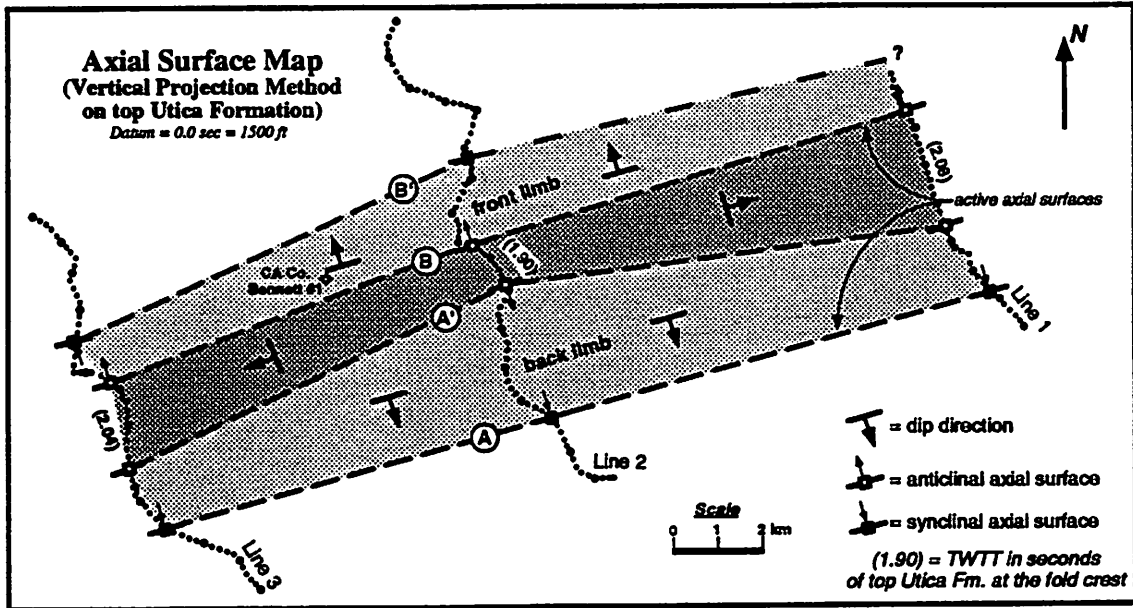 Axial Surface Map
(Vertical Projection Method
on top Utica Formation)
Datum = 0.0 sec = 1500 ft
N
?
B'
front limb
(2.08)
active axial surfaces
CA Co.
Bennett #1
B
(1.90)
A'
Line 1
back limb
(2.04)
A
Line 2
Line 3
Scale
0 1 2 km
= dip direction
= anticlinal axial surface
= synclinal axial surface
(1.90) = TWTT in seconds
of top Utica Fm. at the fold crest